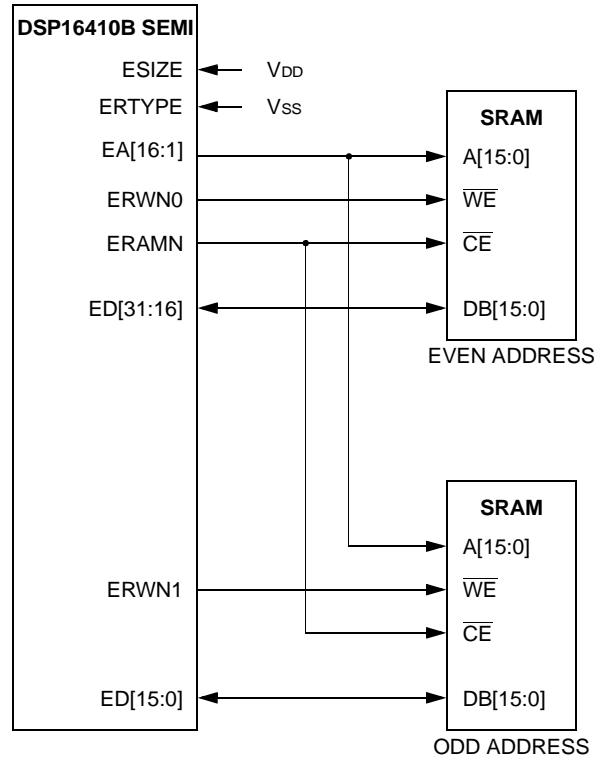 DSP16410B SEMI
ESIZE
VDD
ERTYPE
VSS
EA[16:1]
ERWN0
ERAMN
ED[31:16]
SRAM
A[15:0]
WE
CE
DB[15:0]
EVEN ADDRESS
ERWN1
ED[15:0]
SRAM
A[15:0]
WE
CE
DB[15:0]
ODD ADDRESS